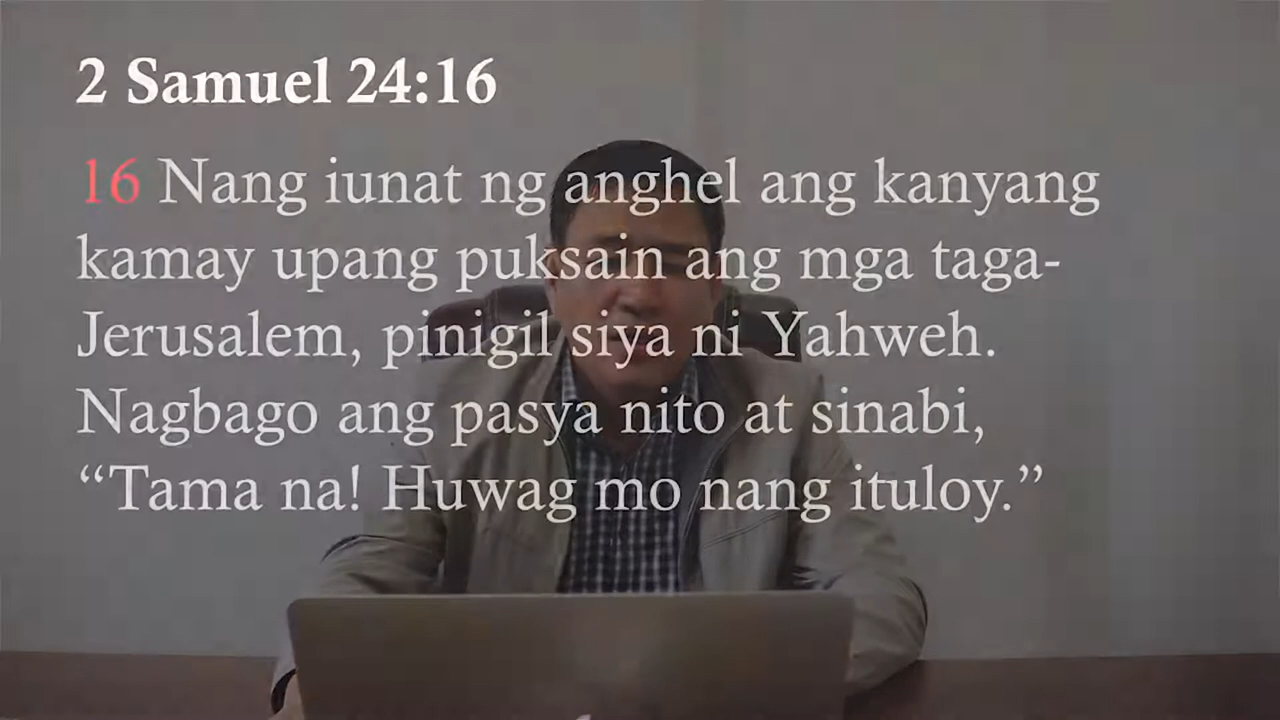 2 Samuel 24:16
16 Nang iunat ng anghel ang kanyang
kamay upang puksain ang mga taga-
Jerusalem, pinigil siya ni Yahweh.
Nagbago ang pasya nito at sinabi,
“Tama na! Huwag mo nang ituloy.”